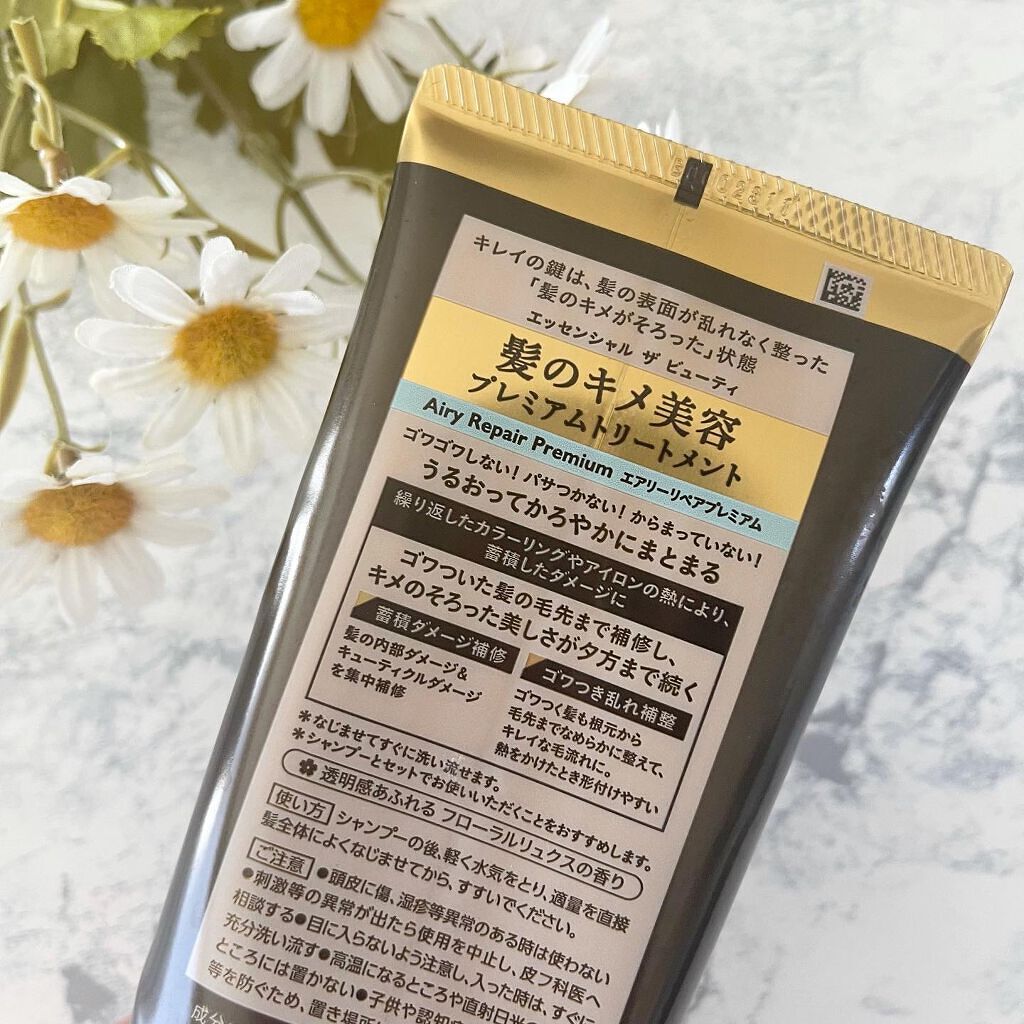 キレイの鍵は、髪の表面が乱れなく整った
「髪のキメがそろった」状態
エッセンシャル ザ ビューティ
髪のキメ美容
プレミアムトリートメント
Airy Repair Premium エアリーリペアプレミアム
ゴワゴワしない! パサつかない! からまっていない!
うるおってかろやかにまとまる
繰り返したカラーリングやアイロンの熱により、
蓄積したダメージに
ゴワついた髪の毛先まで補修し、
キメのそろった美しさが夕方まで続く
蓄積ダメージ補修
髪の内部ダメージ&
キューティクルダメージ
を集中補修
ゴワつき乱れ補整
ゴワつく髪も根元から
毛先までなめらかに整えて、
キレイな毛流れに。
熱をかけたとき形付けやすい
*なじませてすぐに洗い流せます。
*シャンプーとセットでお使いいただくことをおすすめします。
透明感あふれる フローラルリュクスの香り
使い方 シャンプーの後、軽く水気をとり、適量を直接
髪全体によくなじませてから、すすいでください。
ご注意 ●頭皮に傷、湿疹等異常のある時は使わない
●刺激等の異常が出たら使用を中止し、皮フ科医へ
相談する●目に入らないよう注意し、入った時は、すぐに
充分洗い流す●高温になるところや直射日光の
ところには置かない●子供や認知
等を防ぐため、置き場所
成分